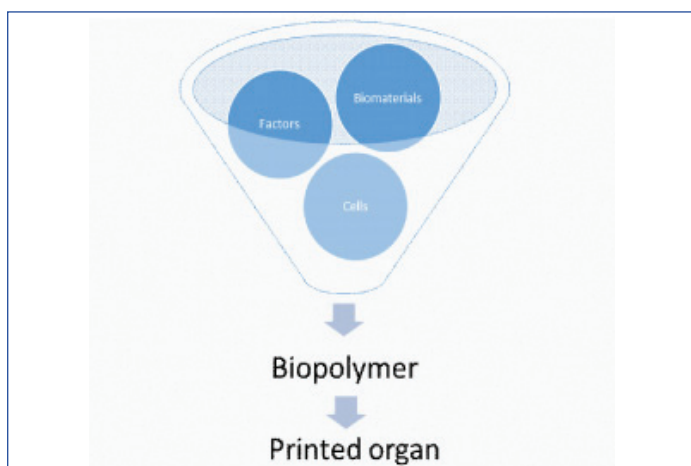 Biomaterials
Factors
Cells
Biopolymer
Printed organ